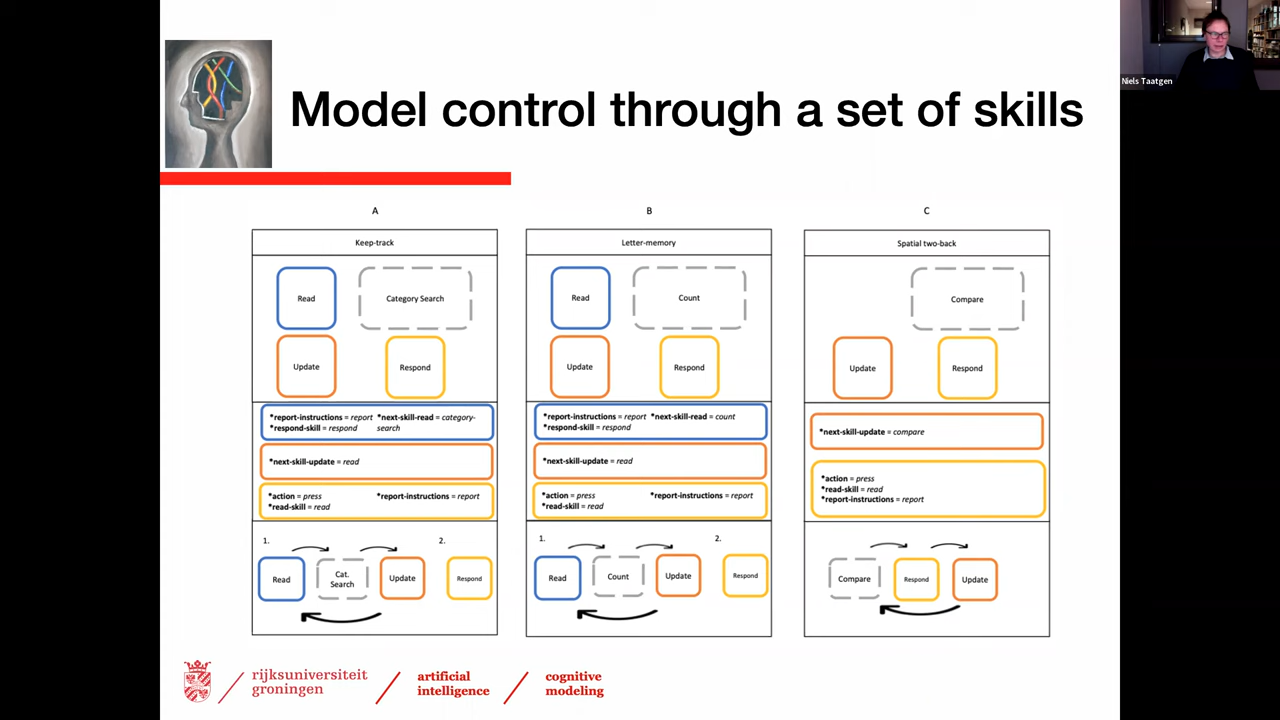 Niels Taatgen
Model control through a set of skills
A
Keep-track
Read
Category Search
Update
Respond
*report-instructions = report *next-skill-read = category-
*respond-skill = respond search
*next-skill-update = read
*action = press *report-instructions = report
*read-skill = read
1.
2.
Read
Cat.
Search
Update
Respond
B
Letter-memory
Read
Count
Update
Respond
*report-instructions = report *next-skill-read = count
*respond-skill = respond
*next-skill-update = read
*action = press *report-instructions = report
*read-skill = read
1.
2.
Read
Count
Update
Respond
C
Spatial two-back
Compare
Update
Respond
*next-skill-update = compare
*action = press
*read-skill = read
*report-instructions = report
Compare
Respond
Update
rijksuniversiteit
groningen
artificial
intelligence
cognitive
modeling